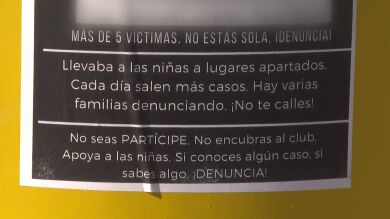 MÁS DE 5 VÍCTIMAS. NO ESTÁS SOLA. ¡DENUNCIA!
Llevaba a las niñas a lugares apartados.
Cada día salen más casos. Hay varias
familias denunciando. ¡No te calles!
No seas PARTÍCIPE. No encubras al club.
Apoya a las niñas. Si conoces algún caso, si
sabes algo. ¡DENUNCIA!